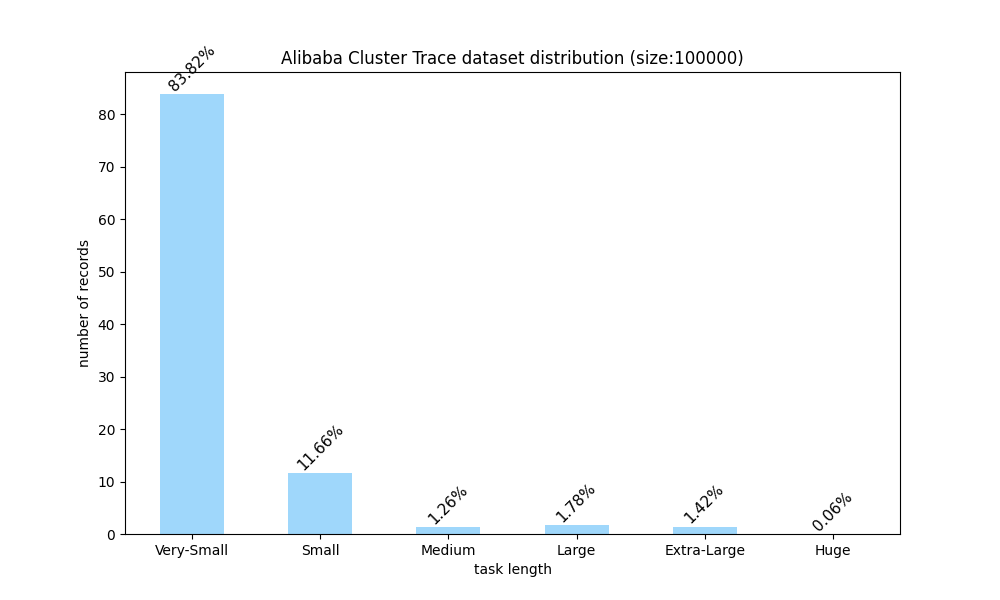 Alibaba Cluster Trace dataset distribution (size:100000)
83.82%
11.66%
1.26%
1.78%
1.42%
0.06%
80
70
60
50
40
30
20
10
0
number of records
Very-Small
Small
Medium
Large
Extra-Large
Huge
task length